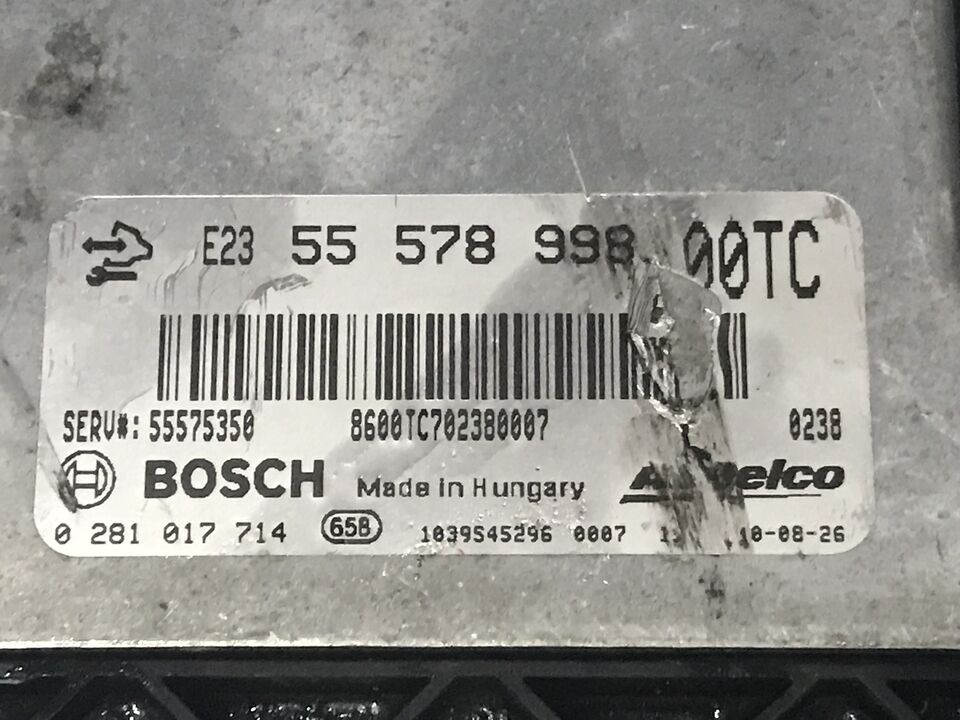 E23 55 578 998 00TC
SERV#: 55575350 8600TC702380007 0238
BOSCH Made in Hungary
0 281 017 714 65B 1039S45296 0007 10-08-26